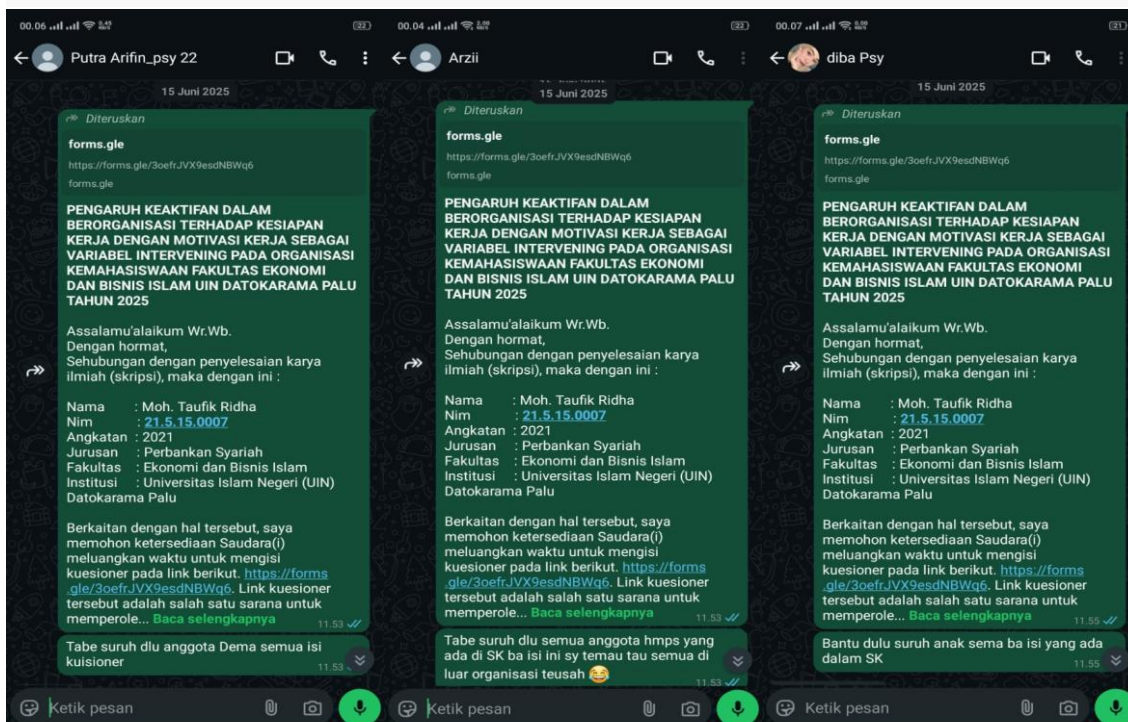 00.06
22
Putra Arifin_psy 22
15 Juni 2025
Diteruskan
forms.gle
https://forms.gle/3oefrJVX9esdNBWq6
forms.gle
PENGARUH KEAKTIFAN DALAM
BERORGANISASI TERHADAP KESIAPAN
KERJA DENGAN MOTIVASI KERJA SEBAGAI
VARIABEL INTERVENING PADA ORGANISASI
KEMAHASISWAAN FAKULTAS EKONOMI
DAN BISNIS ISLAM UIN DATOKARAMA PALU
TAHUN 2025
Assalamu'alaikum Wr.Wb.
Dengan hormat,
Sehubungan dengan penyelesaian karya
ilmiah (skripsi), maka dengan ini :
Nama : Moh. Taufik Ridha
Nim : 21.5.15.0007
Angkatan : 2021
Jurusan : Perbankan Syariah
Fakultas : Ekonomi dan Bisnis Islam
Institusi : Universitas Islam Negeri (UIN)
Datokarama Palu
Berkaitan dengan hal tersebut, saya
memohon ketersediaan Saudara(i)
meluangkan waktu untuk mengisi
kuesioner pada link berikut. https://forms
.gle/3oefrJVX9esdNBWq6. Link kuesioner
tersebut adalah salah satu sarana untuk
memperole... Baca selengkapnya 11.53
Tabe suruh dlu anggota Dema semua isi
kuisioner 11.53
Ketik pesan
00.04
22
Arzii
15 Juni 2025
Diteruskan
forms.gle
https://forms.gle/3oefrJVX9esdNBWq6
forms.gle
PENGARUH KEAKTIFAN DALAM
BERORGANISASI TERHADAP KESIAPAN
KERJA DENGAN MOTIVASI KERJA SEBAGAI
VARIABEL INTERVENING PADA ORGANISASI
KEMAHASISWAAN FAKULTAS EKONOMI
DAN BISNIS ISLAM UIN DATOKARAMA PALU
TAHUN 2025
Assalamu'alaikum Wr.Wb.
Dengan hormat,
Sehubungan dengan penyelesaian karya
ilmiah (skripsi), maka dengan ini :
Nama : Moh. Taufik Ridha
Nim : 21.5.15.0007
Angkatan : 2021
Jurusan : Perbankan Syariah
Fakultas : Ekonomi dan Bisnis Islam
Institusi : Universitas Islam Negeri (UIN)
Datokarama Palu
Berkaitan dengan hal tersebut, saya
memohon ketersediaan Saudara(i)
meluangkan waktu untuk mengisi
kuesioner pada link berikut. https://forms
.gle/3oefrJVX9esdNBWq6. Link kuesioner
tersebut adalah salah satu sarana untuk
memperole... Baca selengkapnya 11.53
Tabe suruh dlu semua anggota hmps yang
ada di SK ba isi ini sy temau tau semua di
luar organisasi teusah 😂 11.53
Ketik pesan
00.07
21
diba Psy
15 Juni 2025
Diteruskan
forms.gle
https://forms.gle/3oefrJVX9esdNBWq6
forms.gle
PENGARUH KEAKTIFAN DALAM
BERORGANISASI TERHADAP KESIAPAN
KERJA DENGAN MOTIVASI KERJA SEBAGAI
VARIABEL INTERVENING PADA ORGANISASI
KEMAHASISWAAN FAKULTAS EKONOMI
DAN BISNIS ISLAM UIN DATOKARAMA PALU
TAHUN 2025
Assalamu'alaikum Wr.Wb.
Dengan hormat,
Sehubungan dengan penyelesaian karya
ilmiah (skripsi), maka dengan ini :
Nama : Moh. Taufik Ridha
Nim : 21.5.15.0007
Angkatan : 2021
Jurusan : Perbankan Syariah
Fakultas : Ekonomi dan Bisnis Islam
Institusi : Universitas Islam Negeri (UIN)
Datokarama Palu
Berkaitan dengan hal tersebut, saya
memohon ketersediaan Saudara(i)
meluangkan waktu untuk mengisi
kuesioner pada link berikut. https://forms
.gle/3oefrJVX9esdNBWq6. Link kuesioner
tersebut adalah salah satu sarana untuk
memperole... Baca selengkapnya 11.55
Bantu dulu suruh anak sema ba isi yang ada
dalam SK 11.55
Ketik pesan